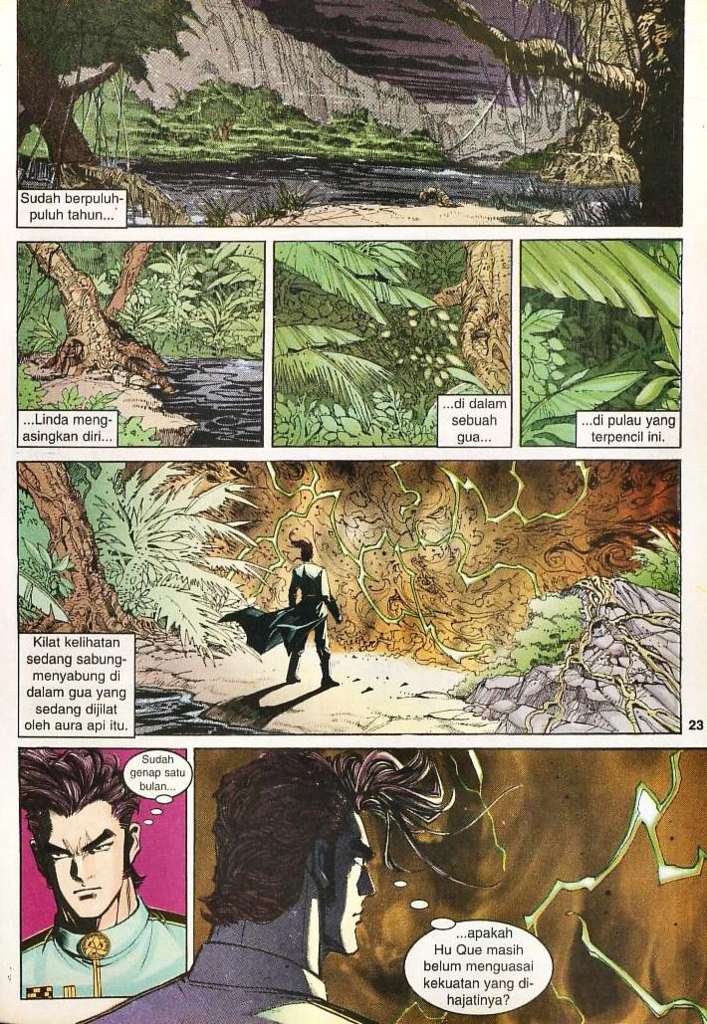 Sudah berpuluh-
puluh tahun...
...Linda meng-
asingkan diri...
...di dalam
sebuah
gua...
...di pulau yang
terpencil ini.
Kilat kelihatan
sedang sabung-
menyabung di
dalam gua yang
sedang dijilat
oleh aura api itu.
23
Sudah
genap satu
bulan...
...apakah
Hu Que masih
belum menguasai
kekuatan yang di-
hajatinya?